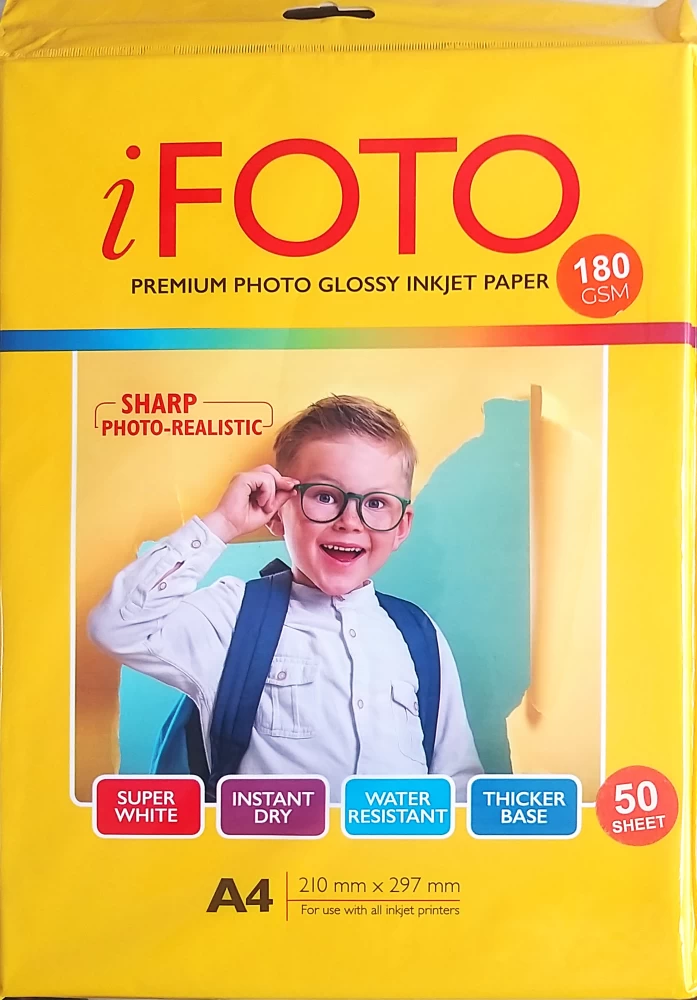 iFOTO
PREMIUM PHOTO GLOSSY INKJET PAPER
180
GSM
SHARP
PHOTO-REALISTIC
SUPER
WHITE
INSTANT
DRY
WATER
RESISTANT
THICKER
BASE
50
SHEET
A4
210 mm x 297 mm
For use with all inkjet printers